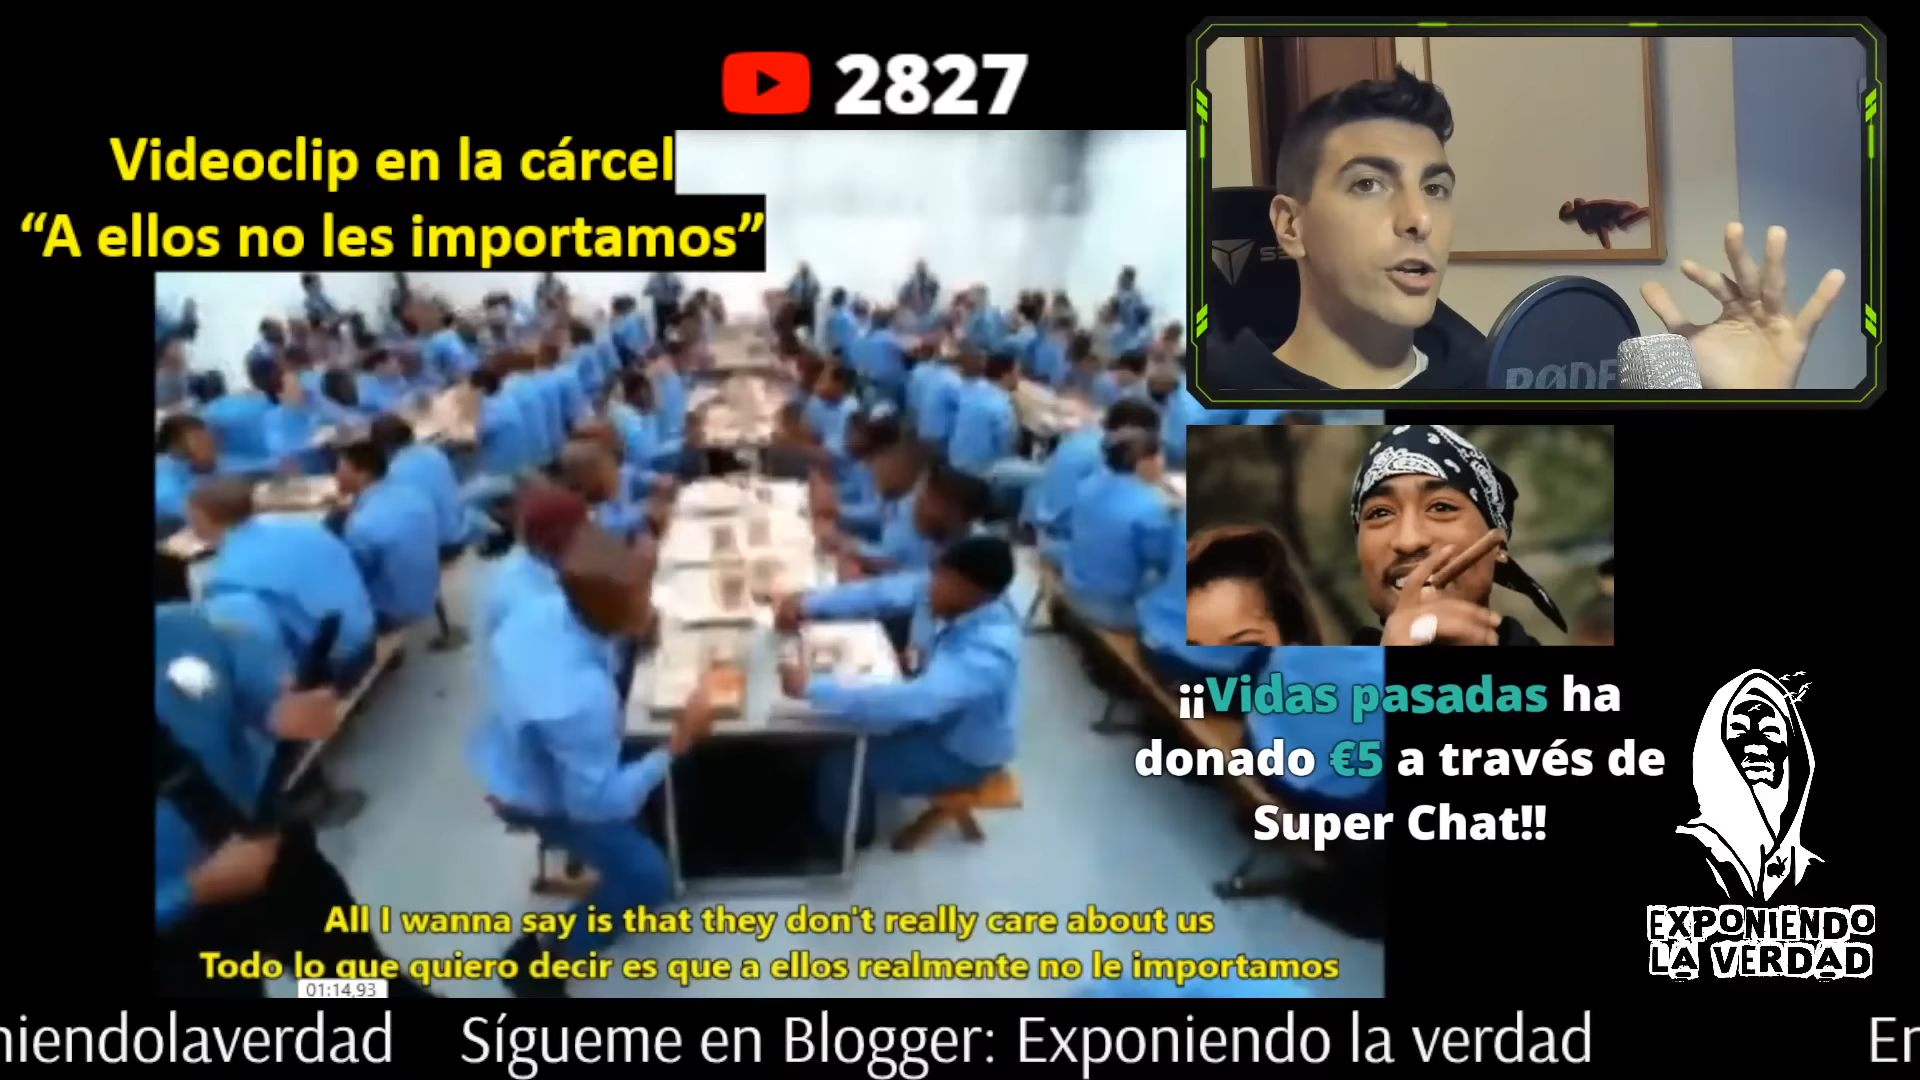 2827
Videoclip en la cárcel
“A ellos no les importamos”
RØDE
¡¡Vidas pasadas ha
donado €5 a través de
Super Chat!!
EXPONIENDO
LA VERDAD
All I wanna say is that they don't really care about us
Todo lo que quiero decir es que a ellos realmente no le importamos
01:14,93
niendolaverdad Sígueme en Blogger: Exponiendo la verdad En